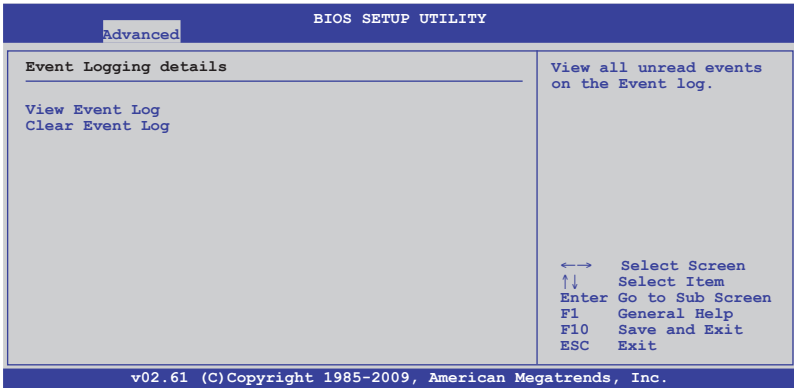 BIOS SETUP UTILITY
Advanced
Event Logging details
View Event Log
Clear Event Log
View all unread events
on the Event log.
←→ Select Screen
↑↓ Select Item
Enter Go to Sub Screen
F1 General Help
F10 Save and Exit
ESC Exit
v02.61 (C)Copyright 1985-2009, American Megatrends, Inc.